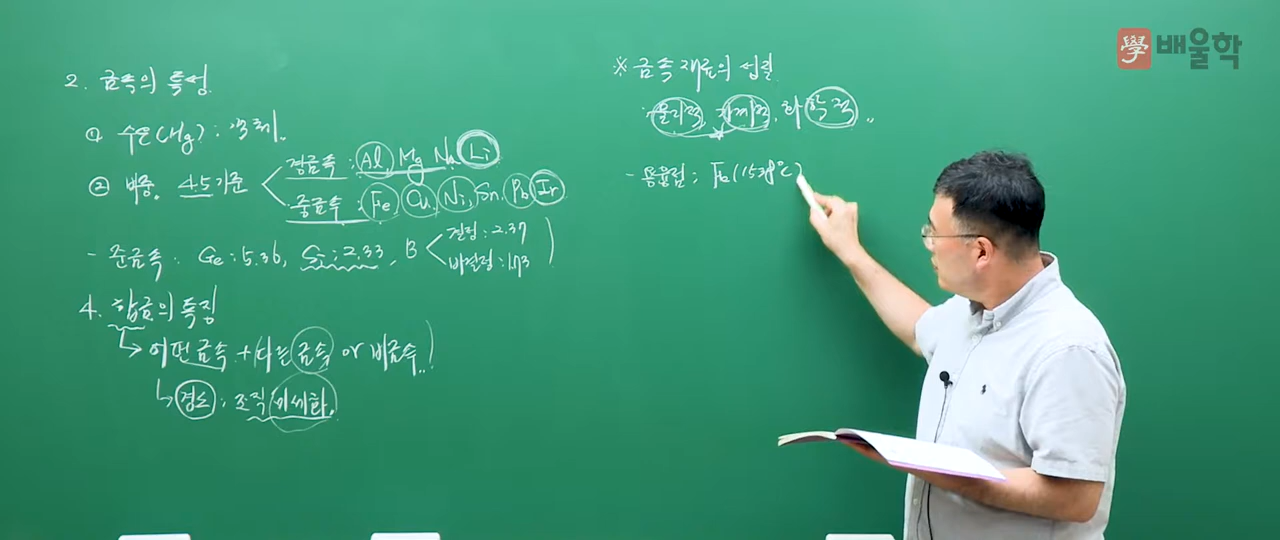 2. 금속의 특성
① 수은(Hg): 액체..
② 비중. 4.5 기준
경금속: Al, Mg Na Li
중금속: Fe Cu, Ni, Sn, Pb Ir
- 준금속: Ge: 5.36, Si: 2.33, B
결정: 2.37
비결정: 1.73
4. 합금의 특징
↳ 어떤 금속 + 다른 금속 or 비금속..!
↳ 경도: 조직 미세화.
※ 금속 재료의 성질
· 물리적, 기계적, 화학적..
- 용융점: Fe(1538℃)
學 배울학